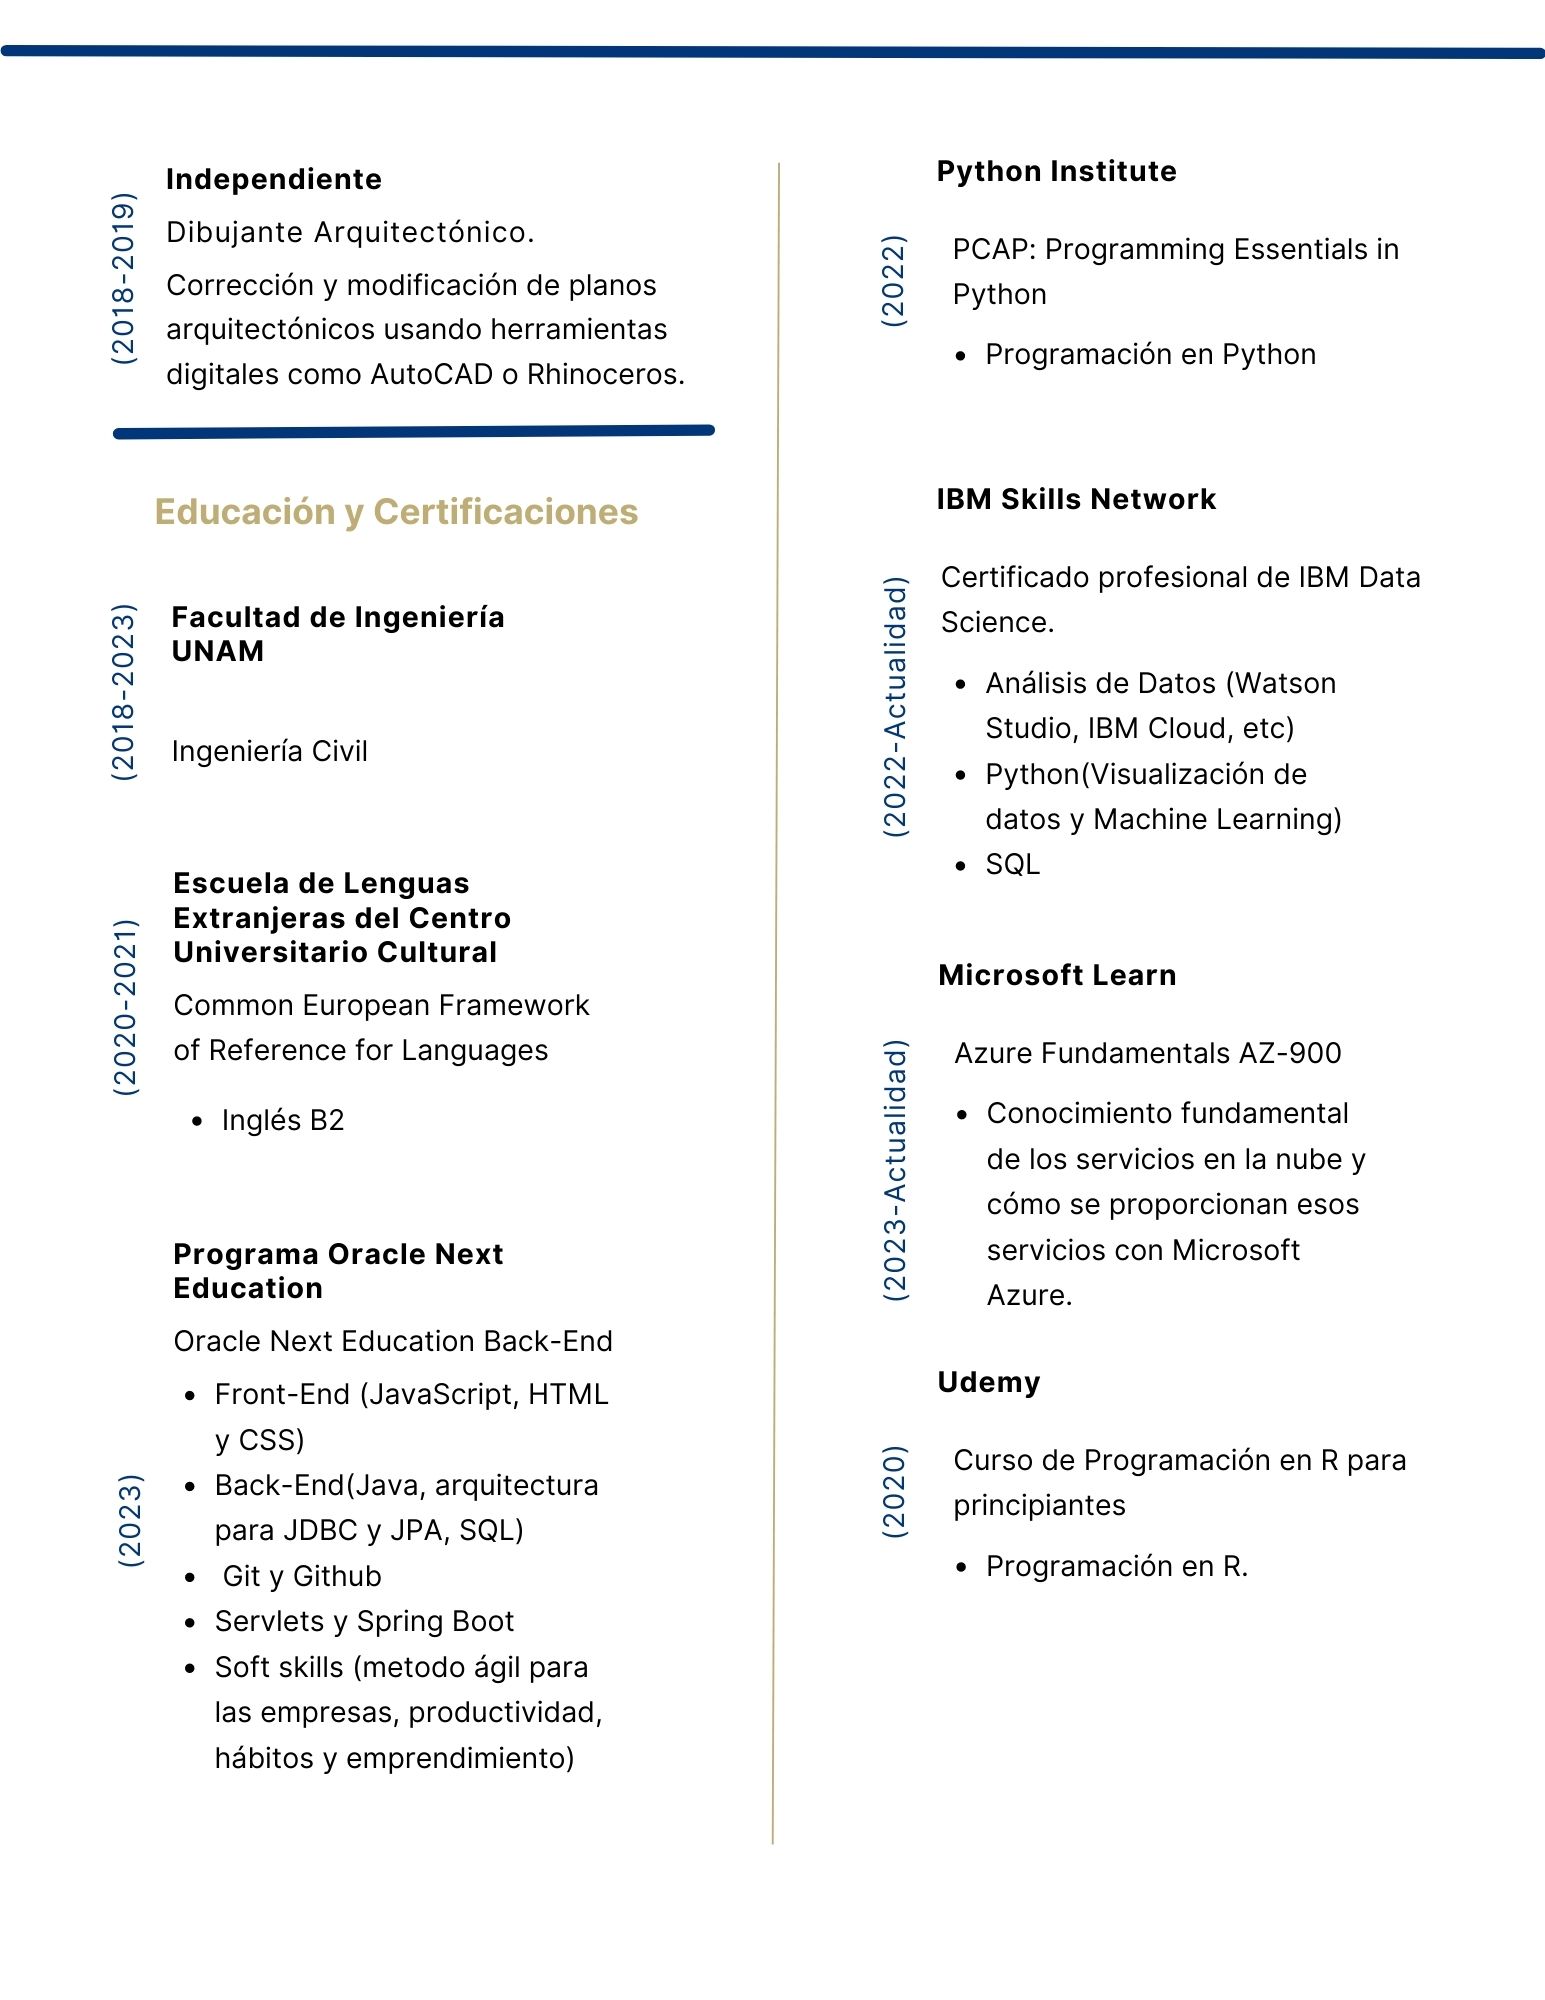 (2018-2019)
Independiente
Dibujante Arquitectónico.
Corrección y modificación de planos
arquitectónicos usando herramientas
digitales como AutoCAD o Rhinoceros.
Educación y Certificaciones
(2018-2023)
Facultad de Ingeniería
UNAM
Ingeniería Civil
(2020-2021)
Escuela de Lenguas
Extranjeras del Centro
Universitario Cultural
Common European Framework
of Reference for Languages
• Inglés B2
(2023)
Programa Oracle Next
Education
Oracle Next Education Back-End
• Front-End (JavaScript, HTML
y CSS)
• Back-End(Java, arquitectura
para JDBC y JPA, SQL)
• Git y Github
• Servlets y Spring Boot
• Soft skills (metodo ágil para
las empresas, productividad,
hábitos y emprendimiento)
Python Institute
(2022)
PCAP: Programming Essentials in
Python
• Programación en Python
IBM Skills Network
(2022-Actualidad)
Certificado profesional de IBM Data
Science.
• Análisis de Datos (Watson
Studio, IBM Cloud, etc)
• Python(Visualización de
datos y Machine Learning)
• SQL
Microsoft Learn
(2023-Actualidad)
Azure Fundamentals AZ-900
• Conocimiento fundamental
de los servicios en la nube y
cómo se proporcionan esos
servicios con Microsoft
Azure.
Udemy
(2020)
Curso de Programación en R para
principiantes
• Programación en R.